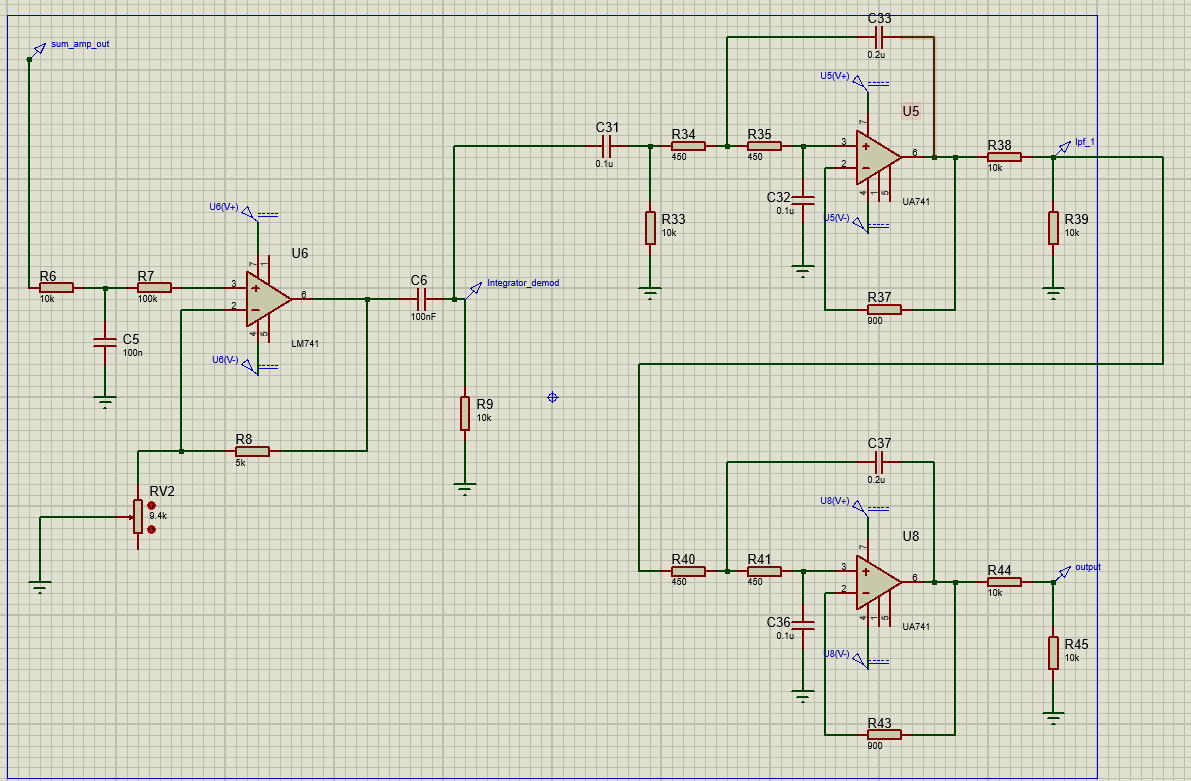 C33
sum_amp_out
0.2u
U5(V+)
U5
7
C31
R34
R35
3
6
R38
lpf_1
0.1u
450
450
2
10k
C32
4
1
5
UA741
0.1u
U5(V-)
U6(V+)
R33
10k
R39
10k
U6
7
1
R6
R7
3
C6
Integrator_demod
10k
100k
2
6
R37
100nF
900
C5
100n
4
5
LM741
U6(V-)
R9
10k
R8
5k
C37
0.2u
RV2
9.4k
U8(V+)
U8
7
R40
R41
3
6
R44
output
450
450
2
10k
C36
4
1
5
UA741
0.1u
U8(V-)
R45
10k
R43
900